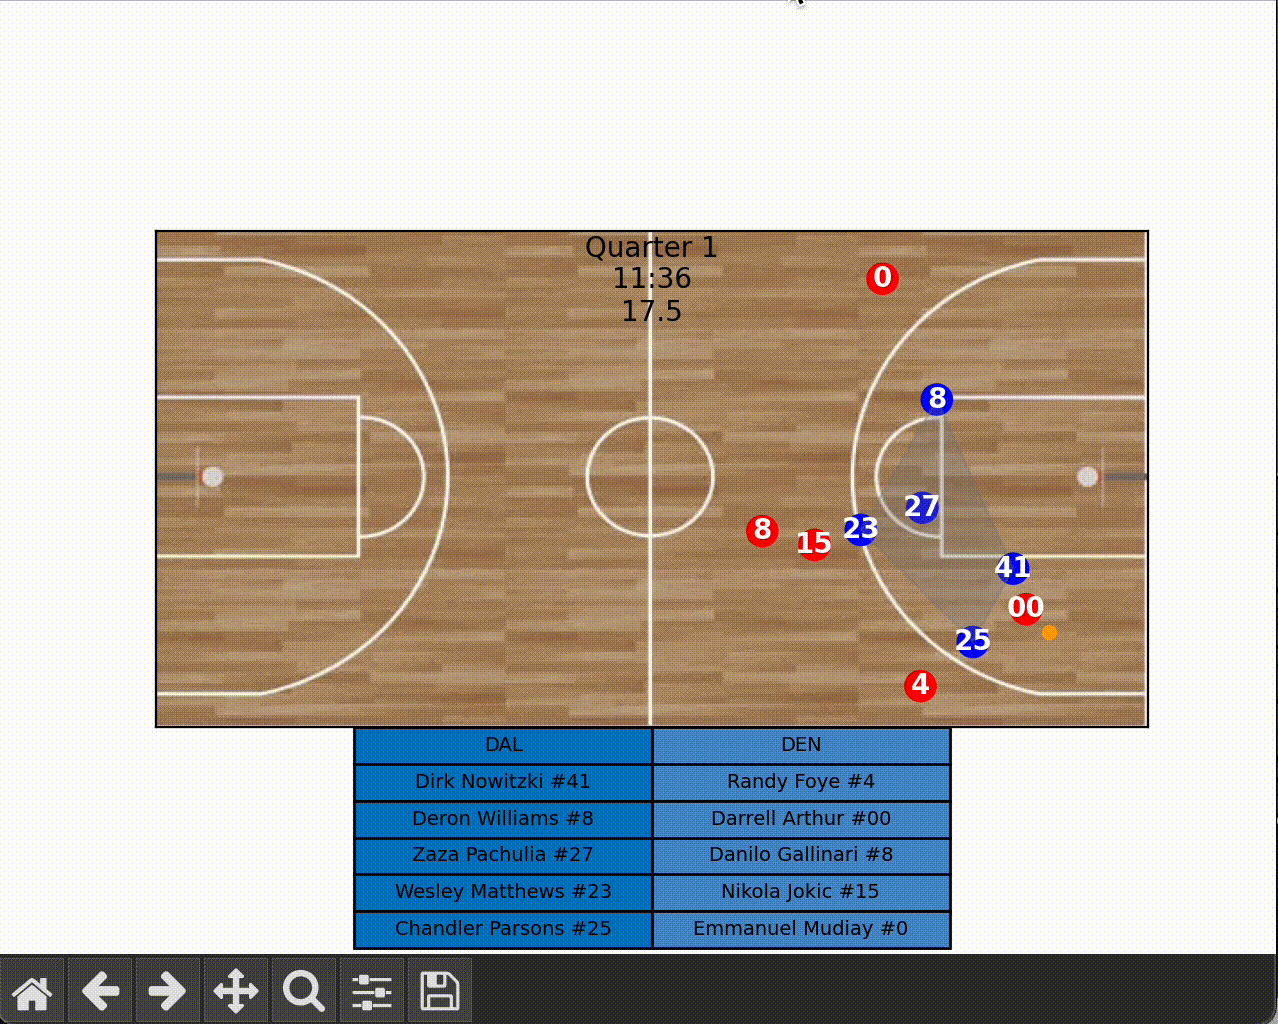 Quarter 1
11:36
17.5
0
8
27
8
15
23
41
00
25
4
DAL DEN
Dirk Nowitzki #41 Randy Foye #4
Deron Williams #8 Darrell Arthur #00
Zaza Pachulia #27 Danilo Gallinari #8
Wesley Matthews #23 Nikola Jokic #15
Chandler Parsons #25 Emmanuel Mudiay #0